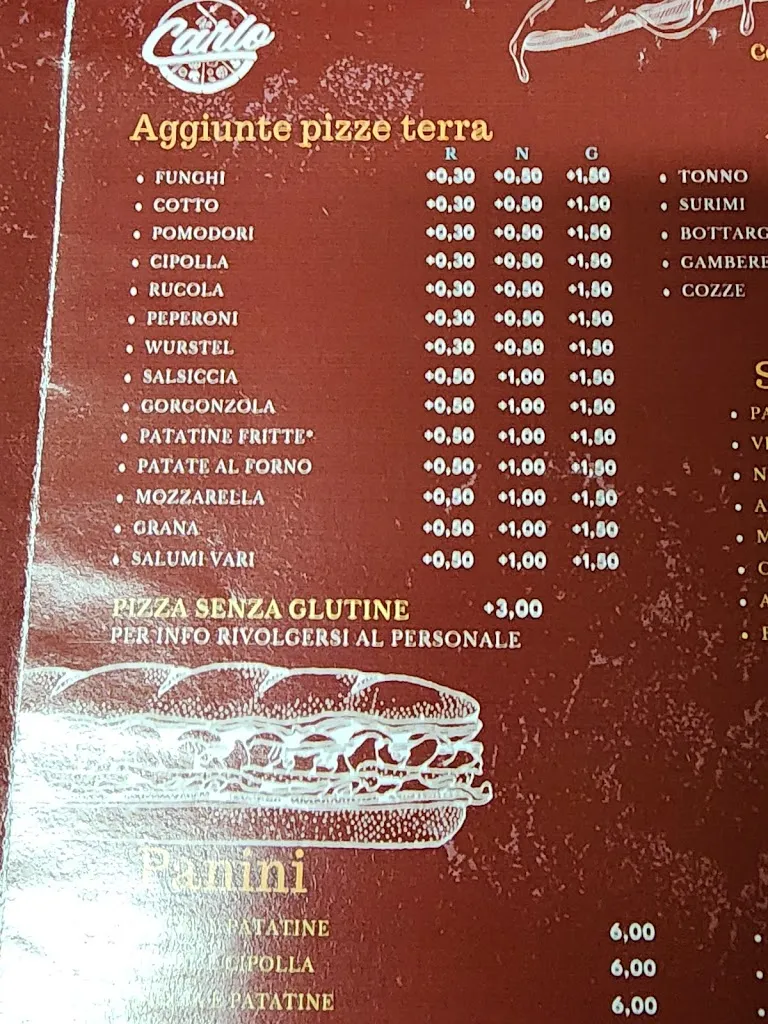 da
Carlo
Aggiunte pizze terra
R N G
• FUNGHI +0,30 +0,50 +1,50
• COTTO +0,30 +0,50 +1,50
• POMODORI +0,30 +0,50 +1,50
• CIPOLLA +0,30 +0,50 +1,50
• RUCOLA +0,30 +0,50 +1,50
• PEPERONI +0,30 +0,50 +1,50
• WURSTEL +0,30 +0,50 +1,50
• SALSICCIA +0,50 +1,00 +1,50
• GORGONZOLA +0,50 +1,00 +1,50
• PATATINE FRITTE* +0,50 +1,00 +1,50
• PATATE AL FORNO +0,50 +1,00 +1,50
• MOZZARELLA +0,50 +1,00 +1,50
• GRANA +0,50 +1,00 +1,50
• SALUMI VARI +0,50 +1,00 +1,50
PIZZA SENZA GLUTINE +3,00
PER INFO RIVOLGERSI AL PERSONALE
Panini
PATATINE 6,00
CIPOLLA 6,00
E PATATINE 6,00
• TONNO
• SURIMI
• BOTTARG
• GAMBERE
• COZZE